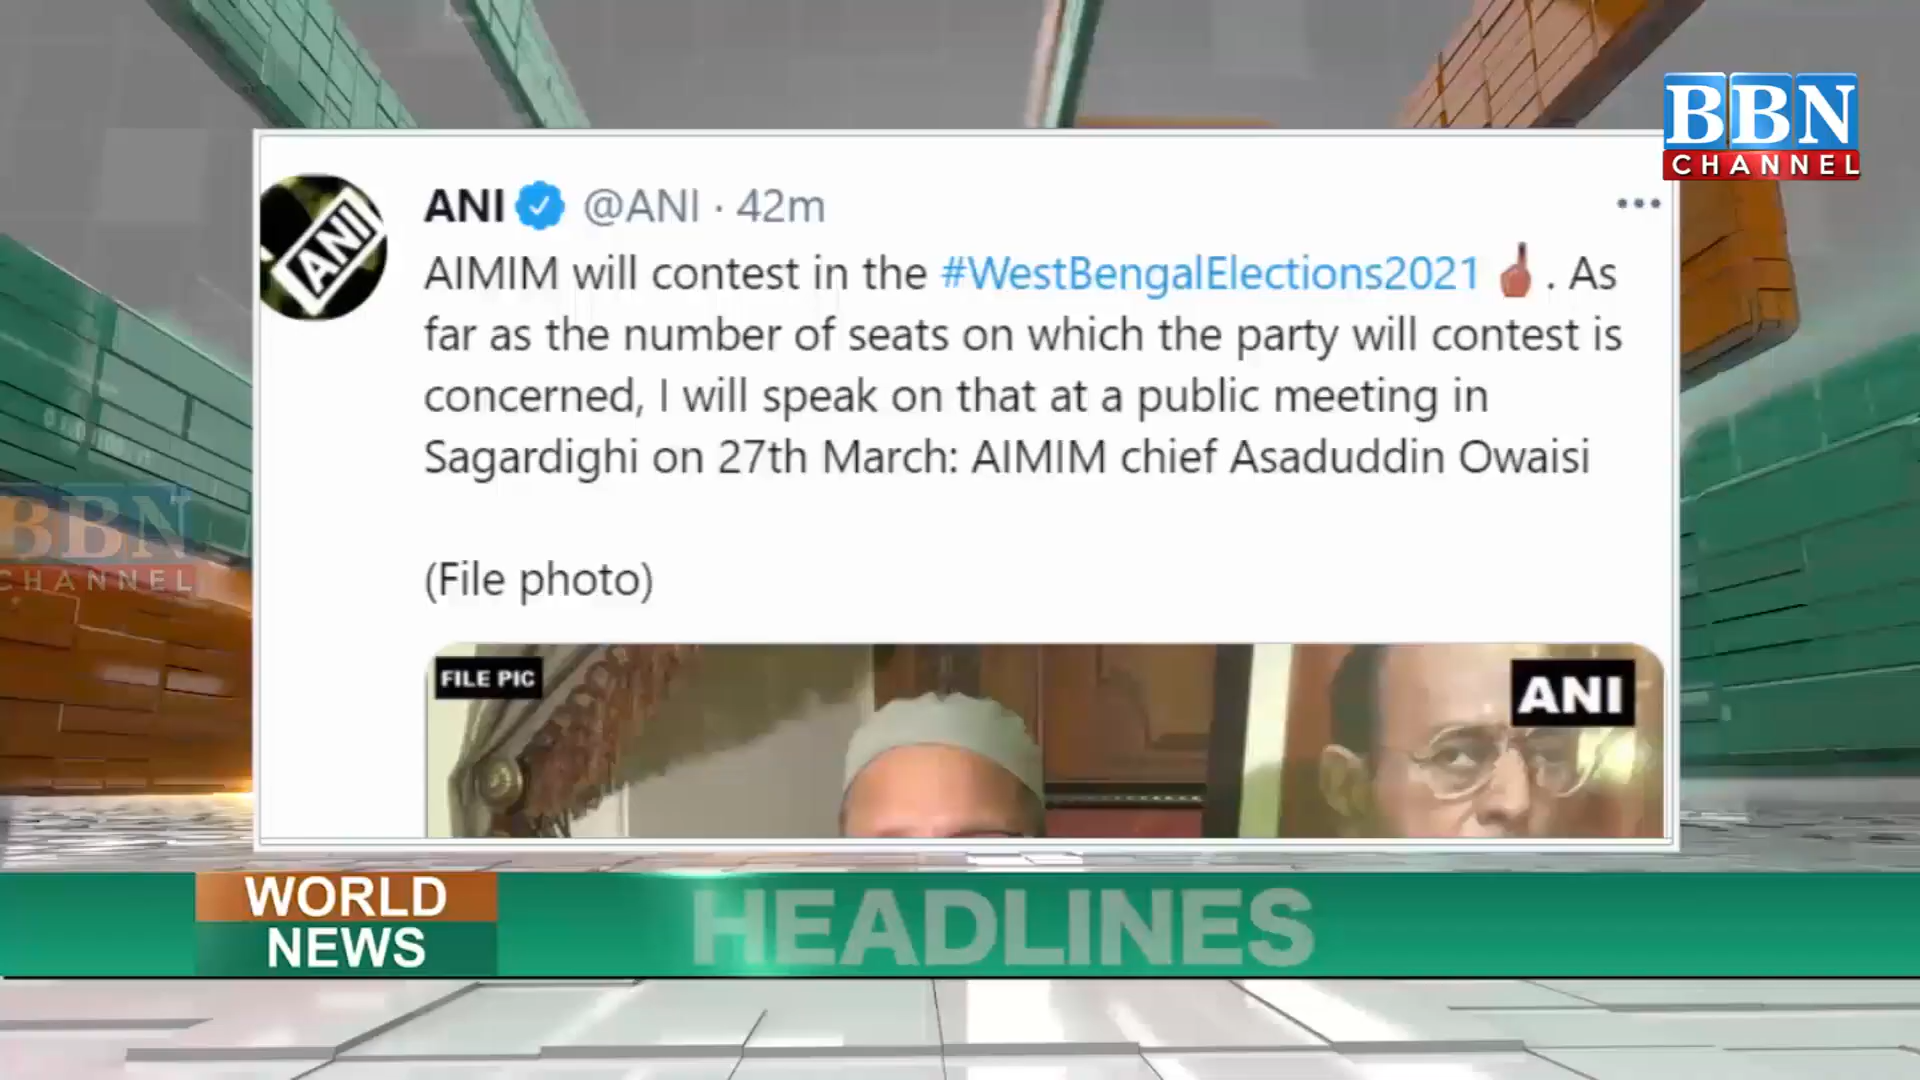 BBN
CHANNEL
ANI
ANI @ANI · 42m
AIMIM will contest in the #WestBengalElections2021 . As
far as the number of seats on which the party will contest is
concerned, I will speak on that at a public meeting in
Sagardighi on 27th March: AIMIM chief Asaduddin Owaisi
(File photo)
BBN
CHANNEL
FILE PIC
ANI
WORLD
NEWS
HEADLINES